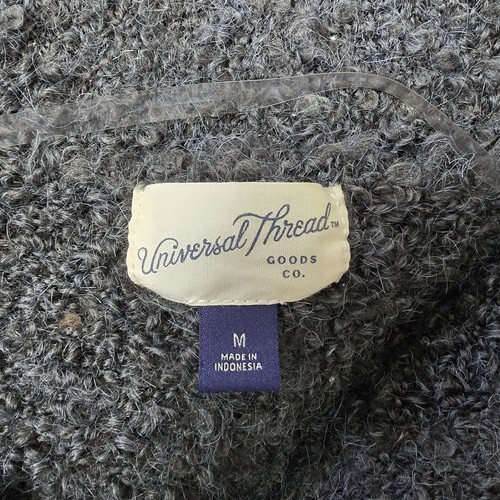 Universal Thread™
GOODS
CO.
M
MADE IN
INDONESIA